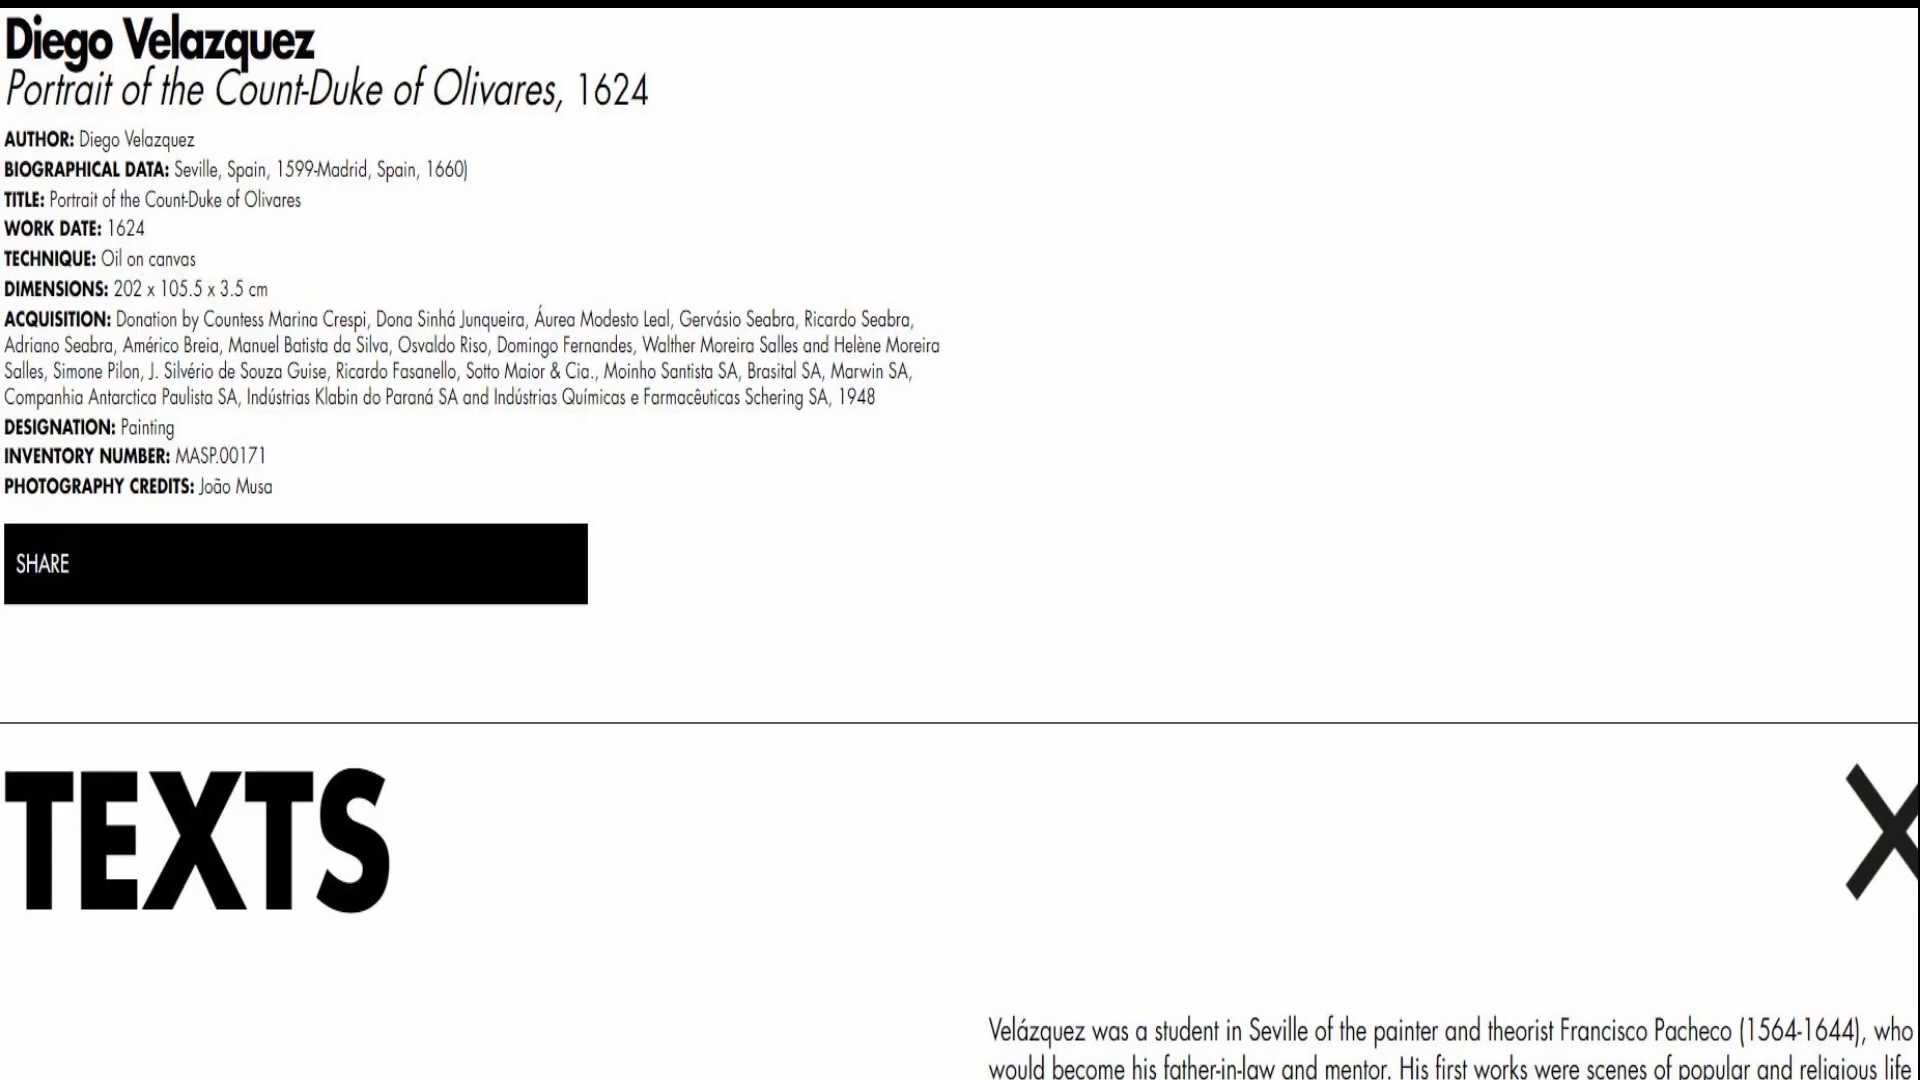 Diego Velazquez
Portrait of the Count-Duke of Olivares, 1624
AUTHOR: Diego Velazquez
BIOGRAPHICAL DATA: Seville, Spain, 1599-Madrid, Spain, 1660)
TITLE: Portrait of the Count-Duke of Olivares
WORK DATE: 1624
TECHNIQUE: Oil on canvas
DIMENSIONS: 202 x 105.5 x 3.5 cm
ACQUISITION: Donation by Countess Marina Crespi, Dona Sinhá Junqueira, Áurea Modesto Leal, Gervásio Seabra, Ricardo Seabra,
Adriano Seabra, Américo Breia, Manuel Batista da Silva, Osvaldo Riso, Domingo Fernandes, Walther Moreira Salles and Helène Moreira
Salles, Simone Pilon, J. Silvério de Souza Guise, Ricardo Fasanello, Sotto Maior & Cia., Moinho Santista SA, Brasital SA, Marwin SA,
Companhia Antarctica Paulista SA, Indústrias Klabin do Paraná SA and Indústrias Químicas e Farmacêuticas Schering SA, 1948
DESIGNATION: Painting
INVENTORY NUMBER: MASP.00171
PHOTOGRAPHY CREDITS: João Musa
SHARE
TEXTS
Velázquez was a student in Seville of the painter and theorist Francisco Pacheco (1564-1644), who
would become his father-in-law and mentor. His first works were scenes of popular and religious life